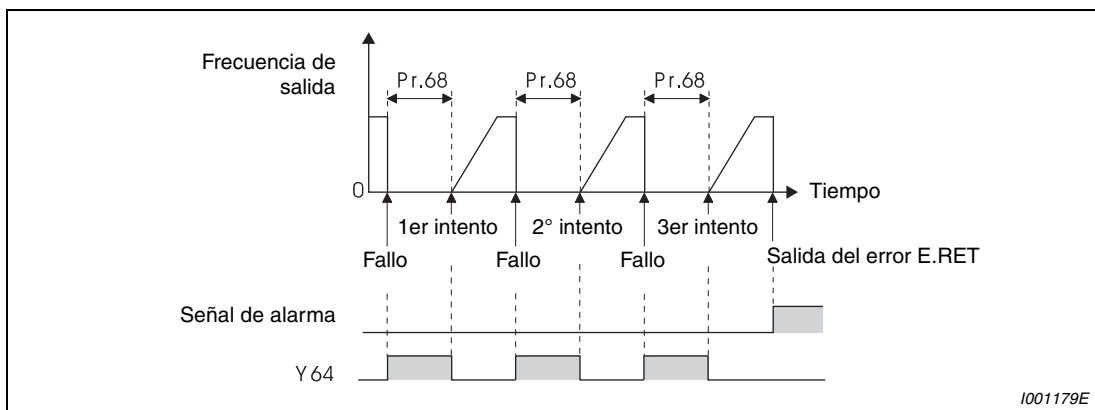 Frecuencia de
salida
Pr.68 Pr.68 Pr.68
0
Tiempo
1er intento 2° intento 3er intento
Fallo Fallo Fallo Salida del error E.RET
Señal de alarma
Y64
I001179E